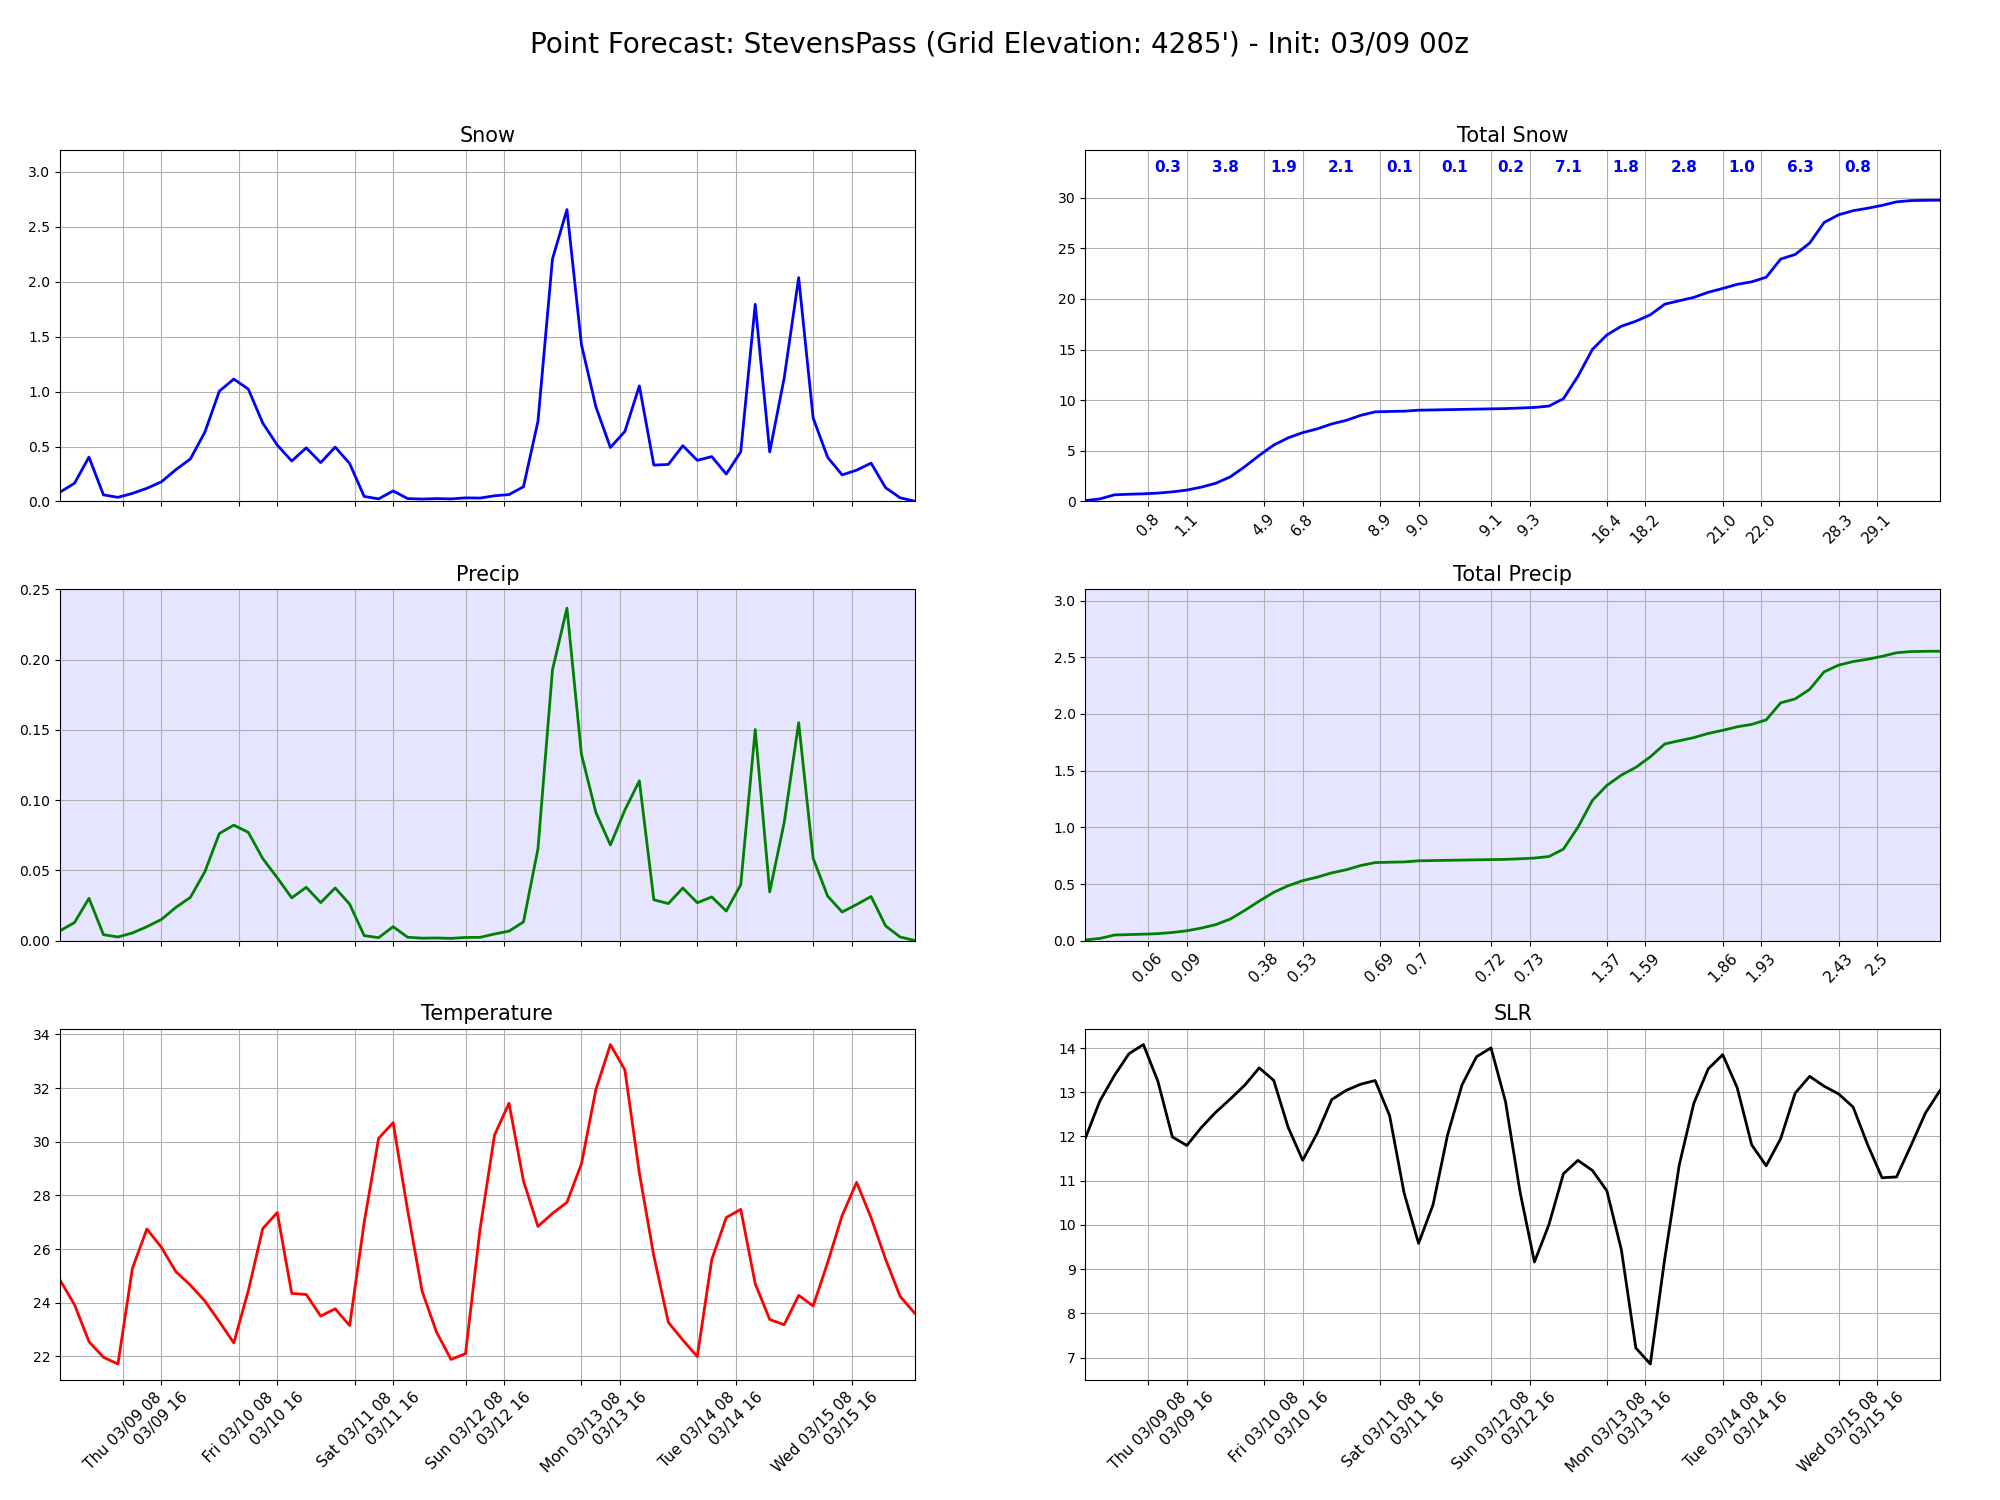 Point Forecast: StevensPass (Grid Elevation: 4285') - Init: 03/09 00z
Snow
3.0
2.5
2.0
1.5
1.0
0.5
0.0
Total Snow
0.3 3.8 1.9 2.1 0.1 0.1 0.2 7.1 1.8 2.8 1.0 6.3 0.8
30
25
20
15
10
5
0
0.8 1.1 4.9 6.8 8.9 9.0 9.1 9.3 16.4 18.2 21.0 22.0 28.3 29.1
Precip
0.25
0.20
0.15
0.10
0.05
0.00
Total Precip
3.0
2.5
2.0
1.5
1.0
0.5
0.0
0.06 0.09 0.38 0.53 0.69 0.7 0.72 0.73 1.37 1.59 1.86 1.93 2.43 2.5
Temperature
34
32
30
28
26
24
22
Thu 03/09 08
03/09 16
Fri 03/10 08
03/10 16
Sat 03/11 08
03/11 16
Sun 03/12 08
03/12 16
Mon 03/13 08
03/13 16
Tue 03/14 08
03/14 16
Wed 03/15 08
03/15 16
SLR
14
13
12
11
10
9
8
7
Thu 03/09 08
03/09 16
Fri 03/10 08
03/10 16
Sat 03/11 08
03/11 16
Sun 03/12 08
03/12 16
Mon 03/13 08
03/13 16
Tue 03/14 08
03/14 16
Wed 03/15 08
03/15 16